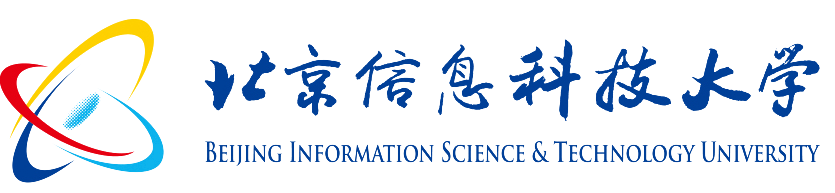 北京信息科技大学
BEIJING INFORMATION SCIENCE & TECHNOLOGY UNIVERSITY